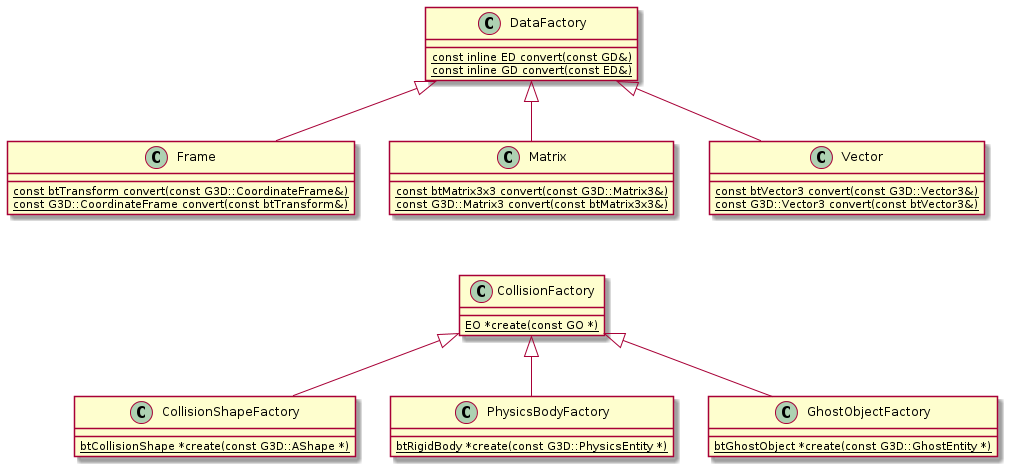 C DataFactory
const inline ED convert(const GD&)
const inline GD convert(const ED&)
C Frame
const btTransform convert(const G3D::CoordinateFrame&)
const G3D::CoordinateFrame convert(const btTransform&)
C Matrix
const btMatrix3x3 convert(const G3D::Matrix3&)
const G3D::Matrix3 convert(const btMatrix3x3&)
C Vector
const btVector3 convert(const G3D::Vector3&)
const G3D::Vector3 convert(const btVector3&)
C CollisionFactory
EO *create(const GO *)
C CollisionShapeFactory
btCollisionShape *create(const G3D::AShape *)
C PhysicsBodyFactory
btRigidBody *create(const G3D::PhysicsEntity *)
C GhostObjectFactory
btGhostObject *create(const G3D::GhostEntity *)